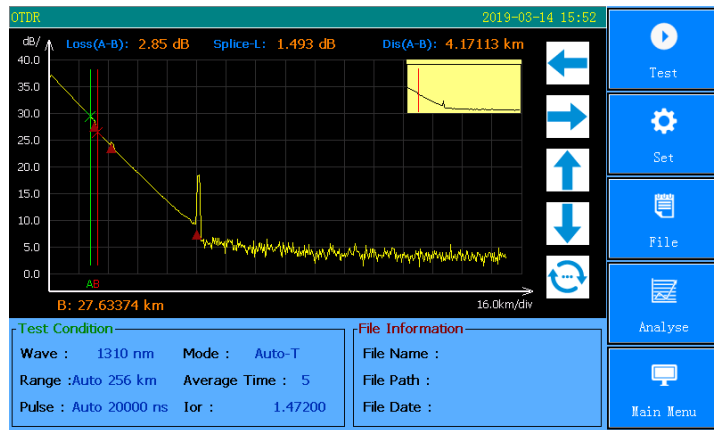 OTDR 2019-03-14 15:52
dB/ Loss(A-B): 2.85 dB Splice-L: 1.493 dB Dis(A-B): 4.17113 km
40.0
35.0
30.0
25.0
20.0
15.0
10.0
5.0
0.0
AB
B: 27.63374 km 16.0km/div
Test
Set
File
Analyse
Main Menu
Test Condition
Wave : 1310 nm Mode : Auto-T
Range :Auto 256 km Average Time : 5
Pulse : Auto 20000 ns Ior : 1.47200
File Information
File Name :
File Path :
File Date :